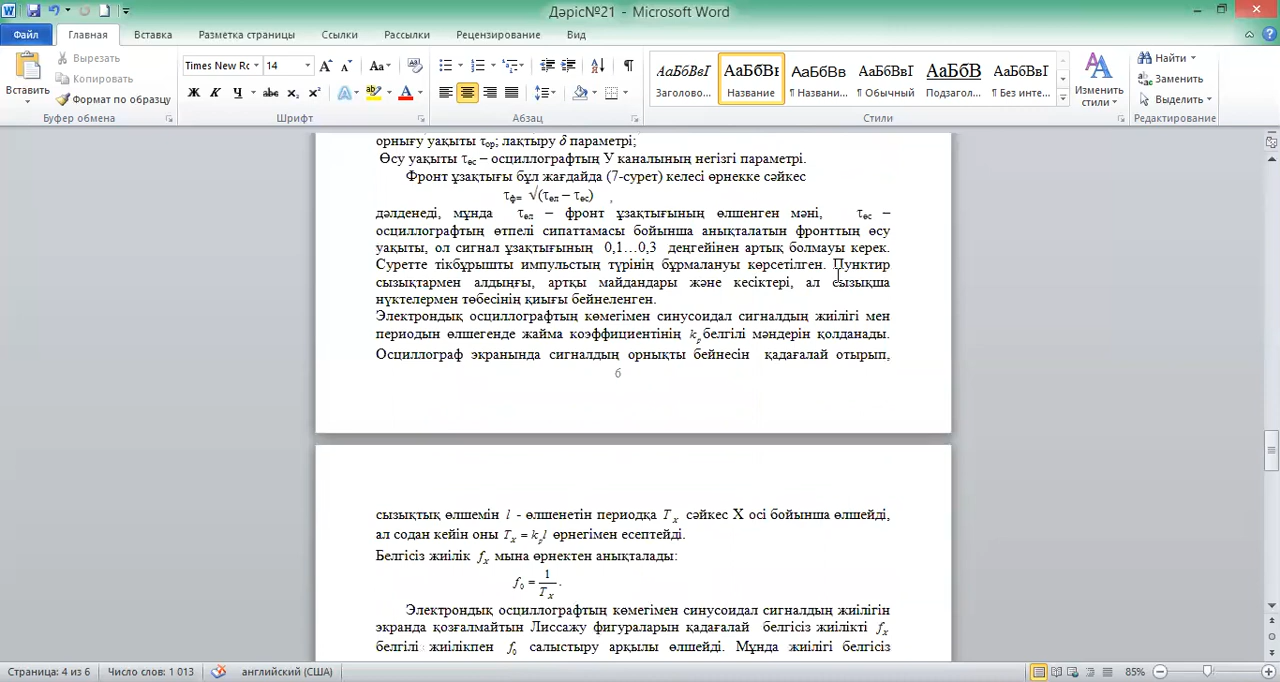 Дәріс№21 - Microsoft Word
Файл Главная Вставка Разметка страницы Ссылки Рассылки Рецензирование Вид
Вставить
Вырезать
Копировать
Формат по образцу
Буфер обмена
Times New Rc 14
Ж К Ч abc x₂ x²
Шрифт
Абзац
АаБбВвГ АаБбВı АаБбВв АаБбВвГ АаБбВ АаБбВвГ
Заголово... Название ¶ Названи... ¶ Обычный Подзагол... ¶ Без инте...
Стили
Изменить стили
Найти
Заменить
Выделить
Редактирование
орнығу уақыты τор; лақтыру δ параметрі;
Өсу уақыты τөс – осциллографтың У каналының негізгі параметрі.
Фронт ұзақтығы бұл жағдайда (7-сурет) келесі өрнекке сәйкес
τф= √(τөл – τөс) ,
дәлденеді, мұнда τөл – фронт ұзақтығының өлшенген мәні, τөс –
осциллографтың өтпелі сипаттамасы бойынша анықталатын фронттың өсу
уақыты, ол сигнал ұзақтығының 0,1…0,3 деңгейінен артық болмауы керек.
Суретте тікбұрышты импульстың түрінің бұрмалануы көрсетілген. Пунктир
сызықтармен алдыңғы, артқы майдандары және кесіктері, ал сызықша
нүктелермен төбесінің қиығы бейнеленген.
Электрондық осциллографтың көмегімен синусоидал сигналдың жиілігі мен
периодын өлшегенде жайма коэффициентінің kр белгілі мәндерін қолданады.
Осциллограф экранында сигналдың орнықты бейнесін қадағалай отырып,
6
сызықтық өлшемін l - өлшенетін периодқа Tx сәйкес Х осі бойынша өлшейді,
ал содан кейін оны Tx = kрl өрнегімен есептейді.
Белгісіз жиілік fx мына өрнектен анықталады:
f0 = 1/Tx.
Электрондық осциллографтың көмегімен синусоидал сигналдың жиілігін
экранда қозғалмайтын Лиссажу фигураларын қадағалай белгісіз жиілікті fx
белгілі жиілікпен f0 салыстыру арқылы өлшейді. Мұнда жиілігі белгісіз
Страница: 4 из 6 Число слов: 1 013 английский (США) 85%